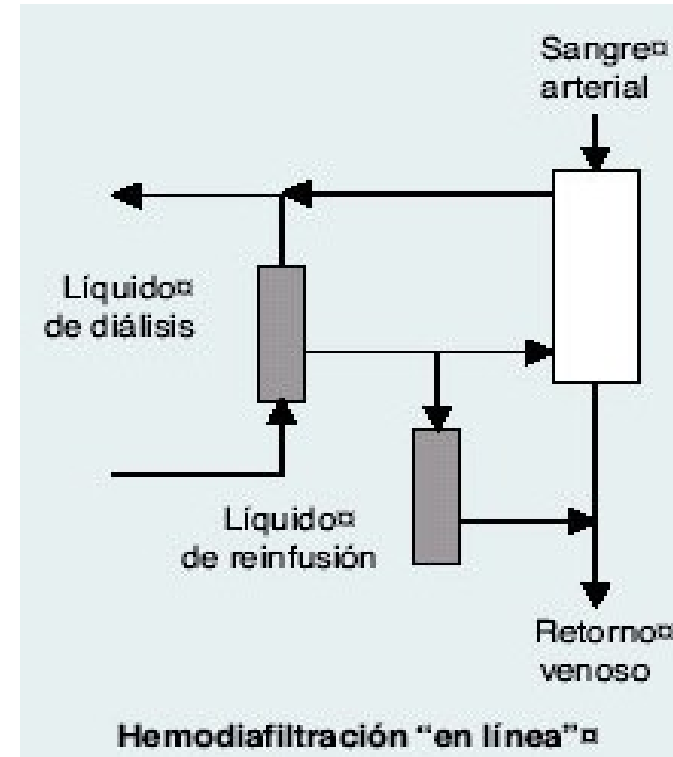 Sangre¤
arterial
Líquido¤
de diálisis
Líquido¤
de reinfusión
Retorno¤
venoso
Hemodiafiltración “en línea”¤